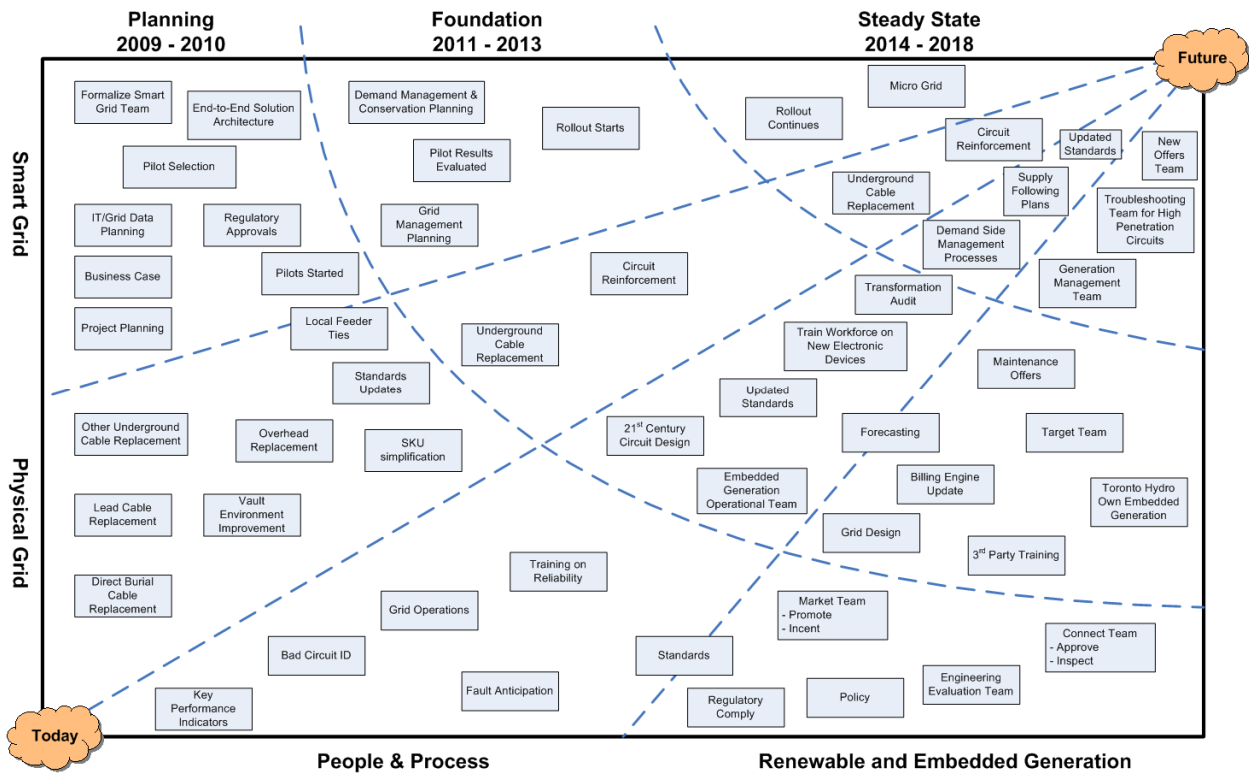 Planning
2009 - 2010
Foundation
2011 - 2013
Steady State
2014 - 2018
Future
Smart Grid
Physical Grid
Formalize Smart
Grid Team
End-to-End Solution
Architecture
Pilot Selection
IT/Grid Data
Planning
Regulatory
Approvals
Business Case
Pilots Started
Project Planning
Local Feeder
Ties
Demand Management &
Conservation Planning
Rollout Starts
Pilot Results
Evaluated
Grid
Management
Planning
Circuit
Reinforcement
Underground
Cable
Replacement
Standards
Updates
Micro Grid
Rollout
Continues
Circuit
Reinforcement
Updated
Standards
New
Offers
Team
Underground
Cable
Replacement
Supply
Following
Plans
Troubleshooting
Team for High
Penetration
Circuits
Demand Side
Management
Processes
Generation
Management
Team
Transformation
Audit
Train Workforce on
New Electronic
Devices
Maintenance
Offers
Updated
Standards
Other Underground
Cable Replacement
Overhead
Replacement
SKU
simplification
21st Century
Circuit Design
Forecasting
Target Team
Embedded
Generation
Operational Team
Billing Engine
Update
Toronto Hydro
Own Embedded
Generation
Lead Cable
Replacement
Vault
Environment
Improvement
Grid Design
3rd Party Training
Direct Burial
Cable
Replacement
Training on
Reliability
Grid Operations
Market Team
- Promote
- Incent
Bad Circuit ID
Standards
Connect Team
- Approve
- Inspect
Key
Performance
Indicators
Fault Anticipation
Regulatory
Comply
Policy
Engineering
Evaluation Team
Today
People & Process
Renewable and Embedded Generation